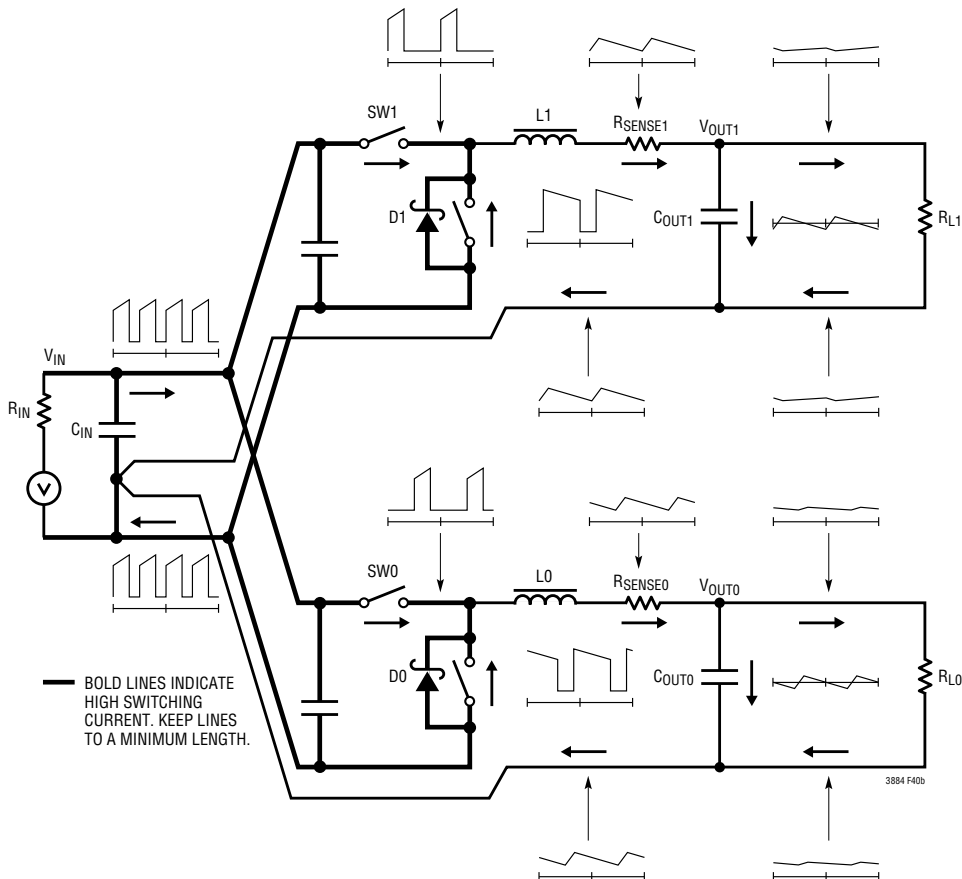 SW1
L1
RSENSE1
VOUT1
D1
COUT1
RL1
VIN
RIN
CIN
V
SW0
L0
RSENSE0
VOUT0
D0
COUT0
RL0
BOLD LINES INDICATE
HIGH SWITCHING
CURRENT. KEEP LINES
TO A MINIMUM LENGTH.
3884 F40b